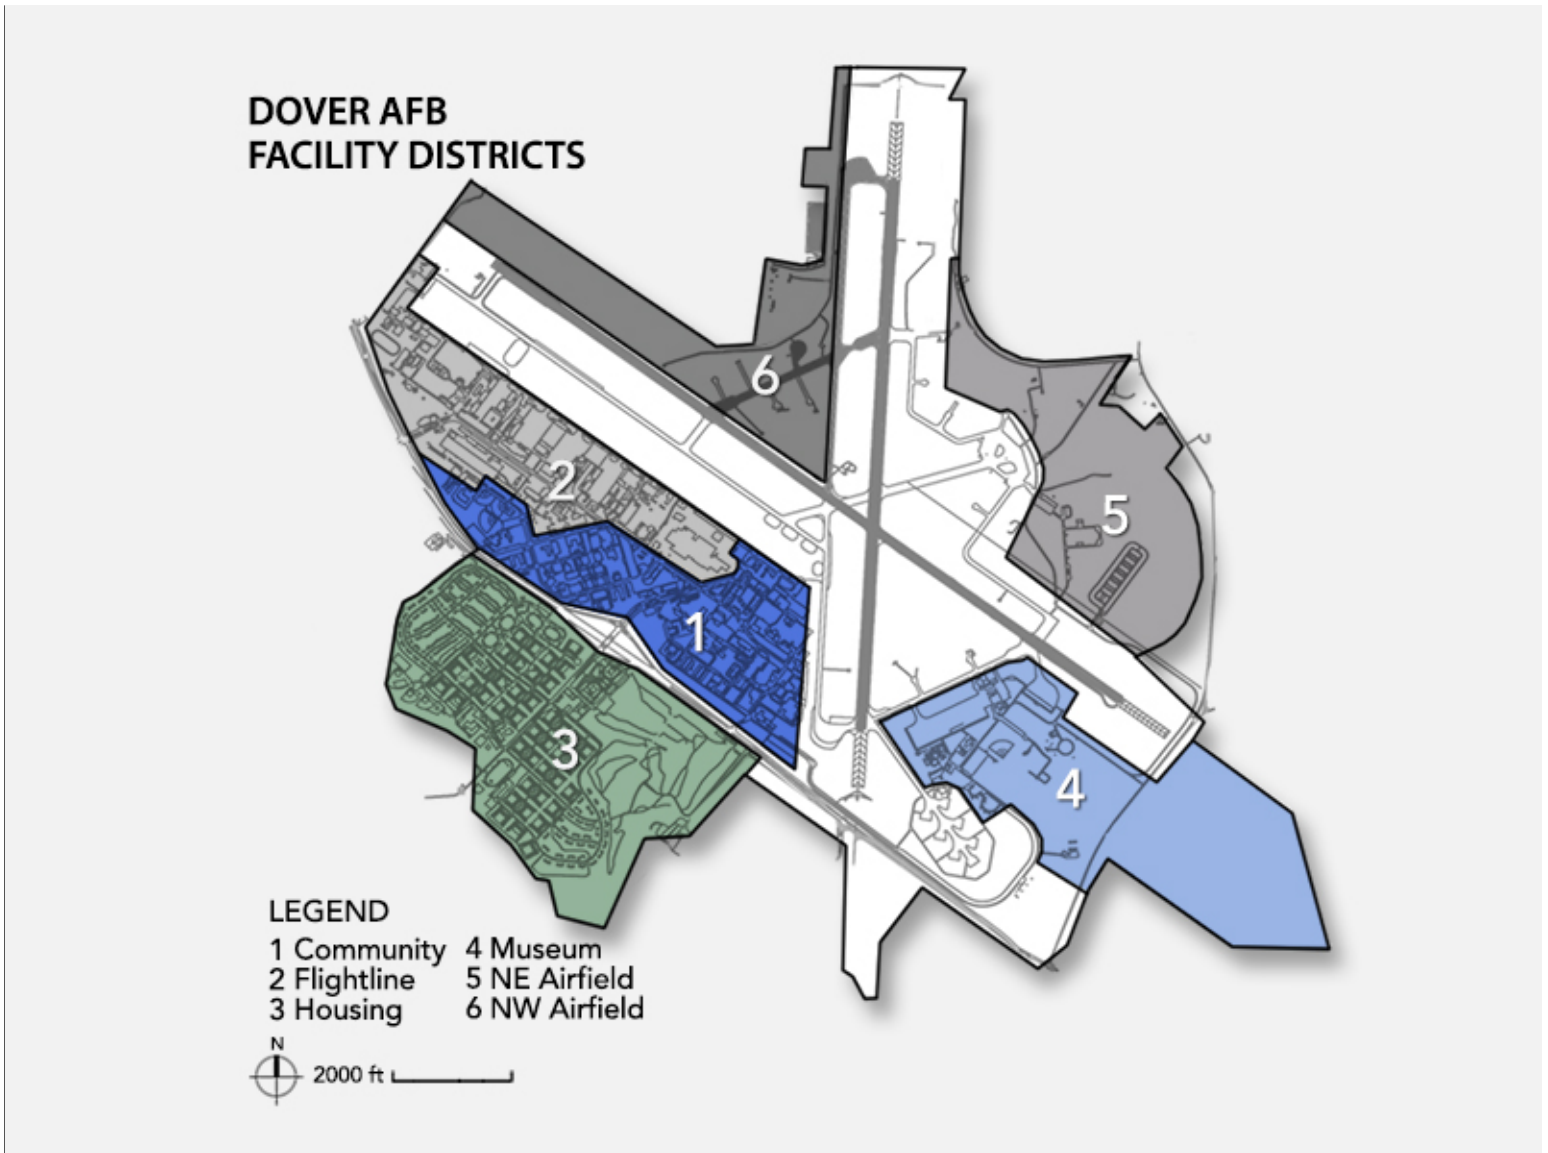 DOVER AFB
FACILITY DISTRICTS
6
2
5
1
3
4
LEGEND
1 Community 4 Museum
2 Flightline 5 NE Airfield
3 Housing 6 NW Airfield
N
2000 ft